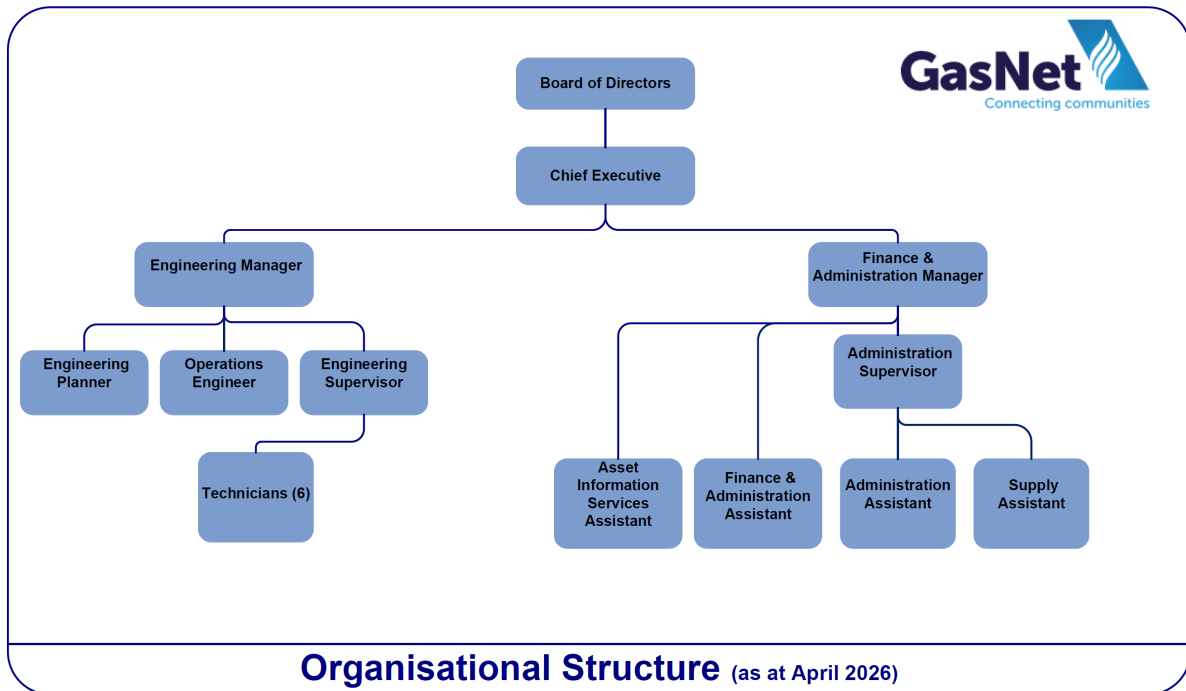 GasNet
Connecting communities
Board of Directors
Chief Executive
Engineering Manager
Finance &
Administration Manager
Engineering
Planner
Operations
Engineer
Engineering
Supervisor
Administration
Supervisor
Technicians (6)
Asset
Information
Services
Assistant
Finance &
Administration
Assistant
Administration
Assistant
Supply
Assistant
Organisational Structure (as at April 2026)